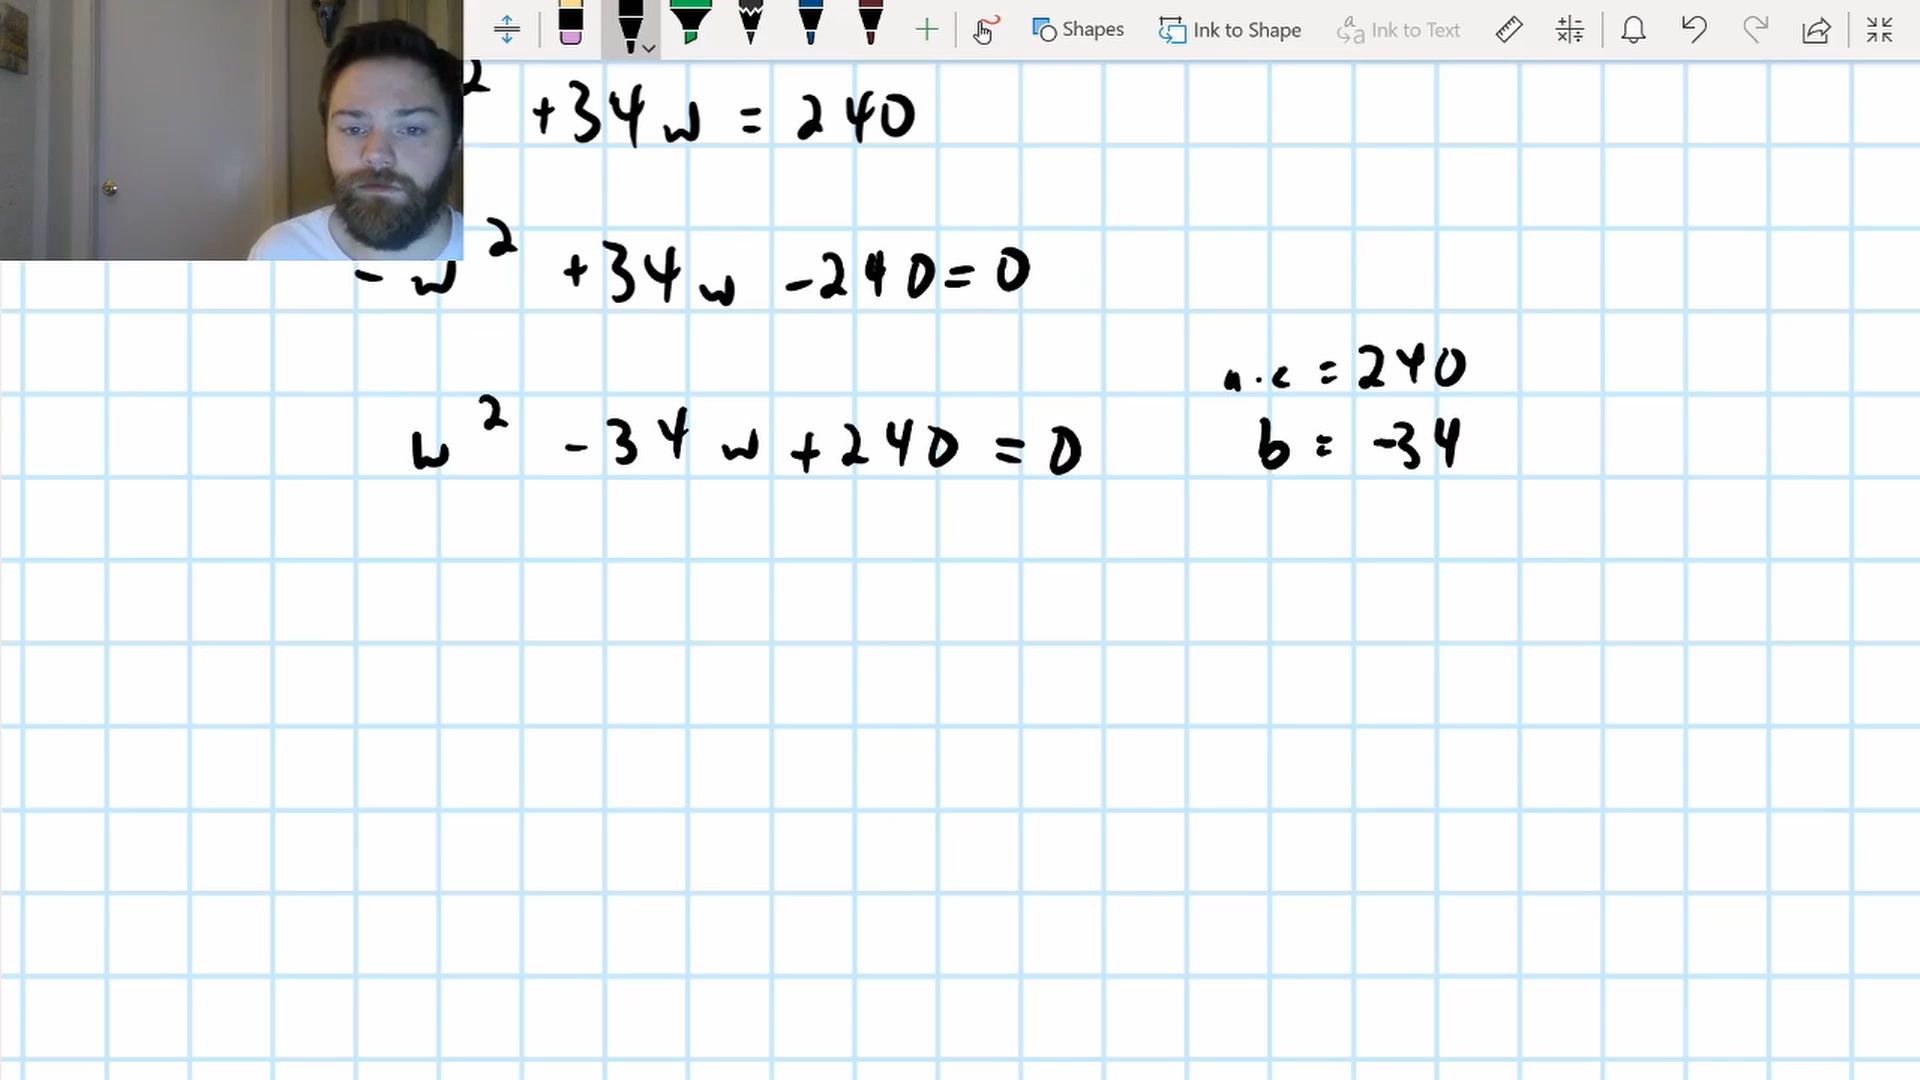 Shapes Ink to Shape Ink to Text
² +34w = 240
-w² +34w -240=0
a·c = 240
w² -34w +240 = 0
b = -34